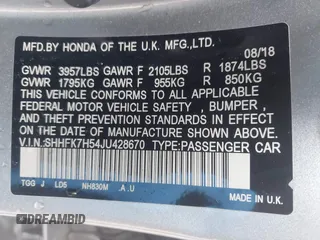 MFD.BY HONDA OF THE U.K. MFG.,LTD.
08/18
GVWR 3957LBS GAWR F 2105LBS R 1874LBS
GVWR 1795KG GAWR F 955KG R 850KG
THIS VEHICLE CONFORMS TO ALL APPLICABLE
FEDERAL MOTOR VEHICLE SAFETY, BUMPER, AND
THEFT PREVENTION STANDARDS IN EFFECT ON THE
DATE OF MANUFACTURE SHOWN ABOVE.
V.I.N.:SHHFK7H54JU428670 TYPE:PASSENGER CAR
TGG J LD5 NH830M A . U
MADE IN U.K.
DEALERSHIP AUTOBIDMASTER